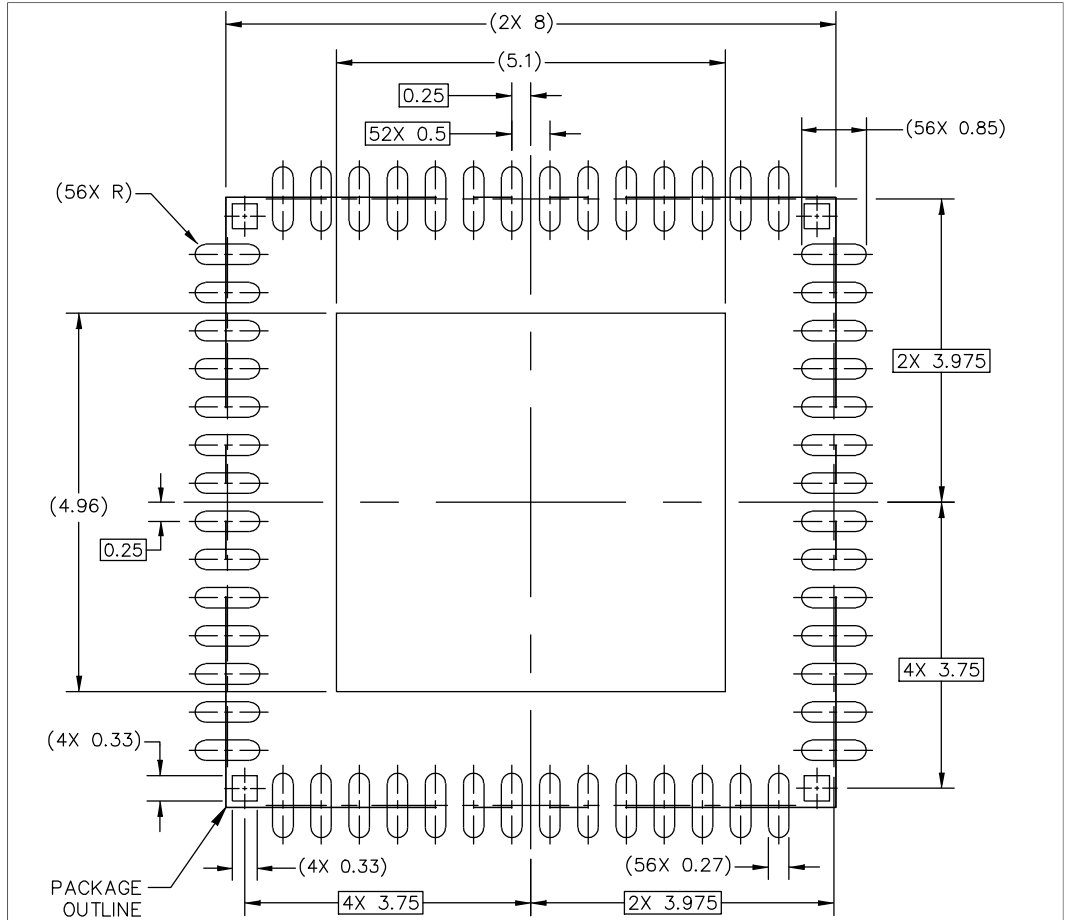 (2X 8)
(5.1)
0.25
52X 0.5
(56X 0.85)
(56X R)
2X 3.975
(4.96)
0.25
4X 3.75
(4X 0.33)
(4X 0.33)
(56X 0.27)
PACKAGE
OUTLINE
4X 3.75
2X 3.975